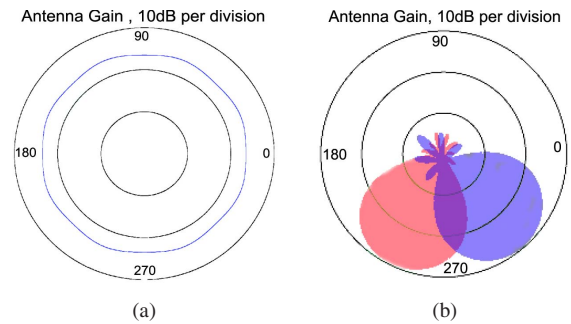 Antenna Gain , 10dB per division
90
180
0
270
(a)
Antenna Gain, 10dB per division
90
180
0
270
(b)